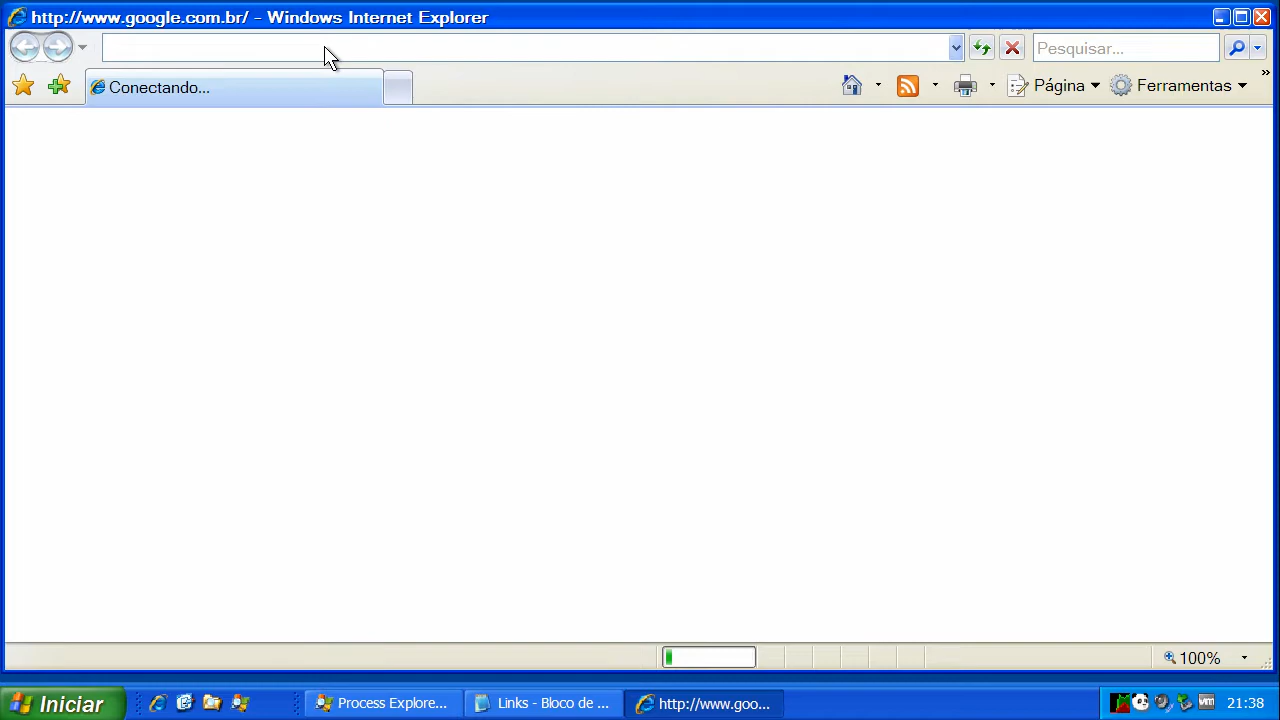 http://www.google.com.br/ - Windows Internet Explorer
Pesquisar...
Conectando...
Página
Ferramentas
100%
Iniciar
Process Explore...
Links - Bloco de ...
http://www.goo...
21:38